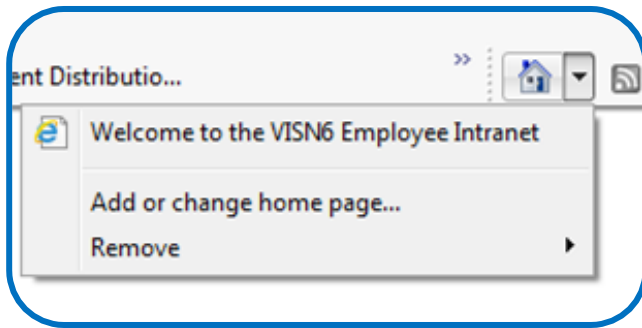 ent Distributio...
»
Welcome to the VISN6 Employee Intranet
Add or change home page...
Remove